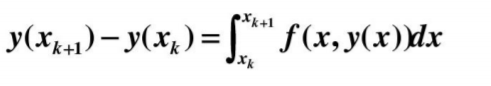 y(x_{k+1}) − y(x_k) = ∫_{x_k}^{x_{k+1}} f(x, y(x))dx